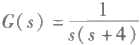 G(s) = 1 / (s(s+4))